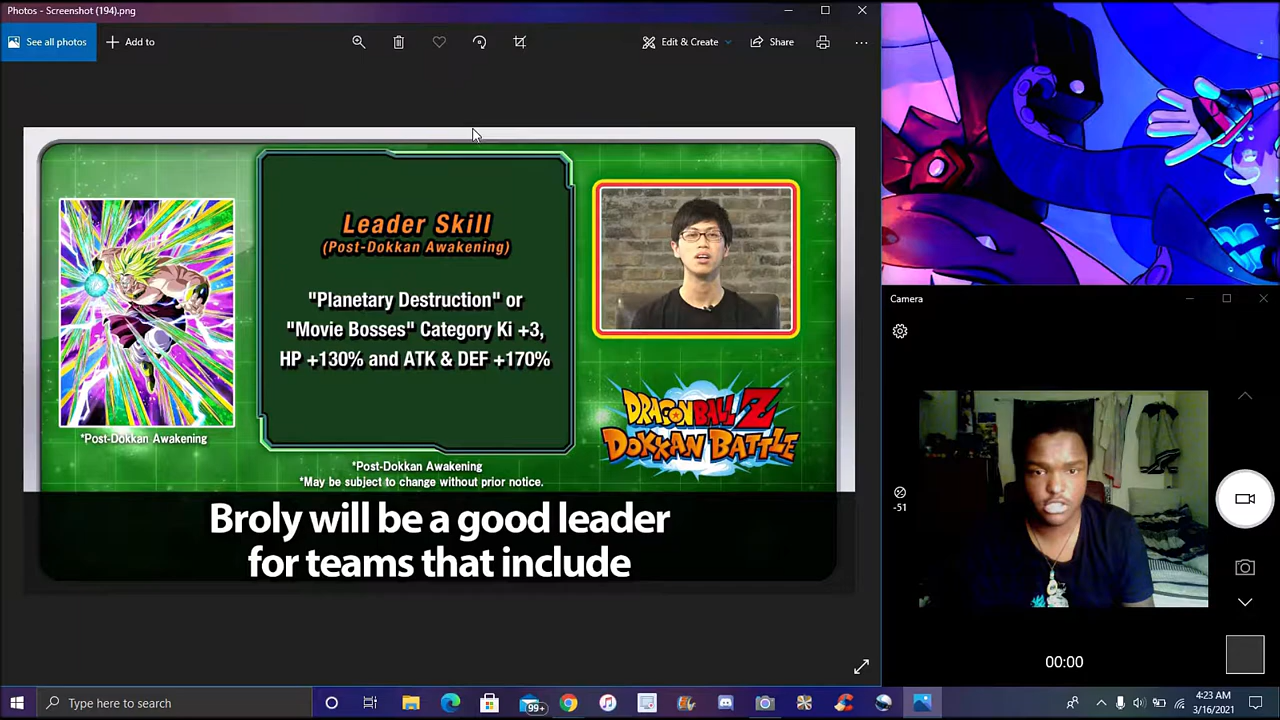 Photos - Screenshot (194).png
See all photos
Add to
Edit & Create
Share
Leader Skill
(Post-Dokkan Awakening)
"Planetary Destruction" or
"Movie Bosses" Category Ki +3,
HP +130% and ATK & DEF +170%
*Post-Dokkan Awakening
*Post-Dokkan Awakening
*May be subject to change without prior notice.
DRAGON BALL Z
DOKKAN BATTLE
Broly will be a good leader
for teams that include
Camera
-51
00:00
Type here to search
99+
4:23 AM
3/16/2021